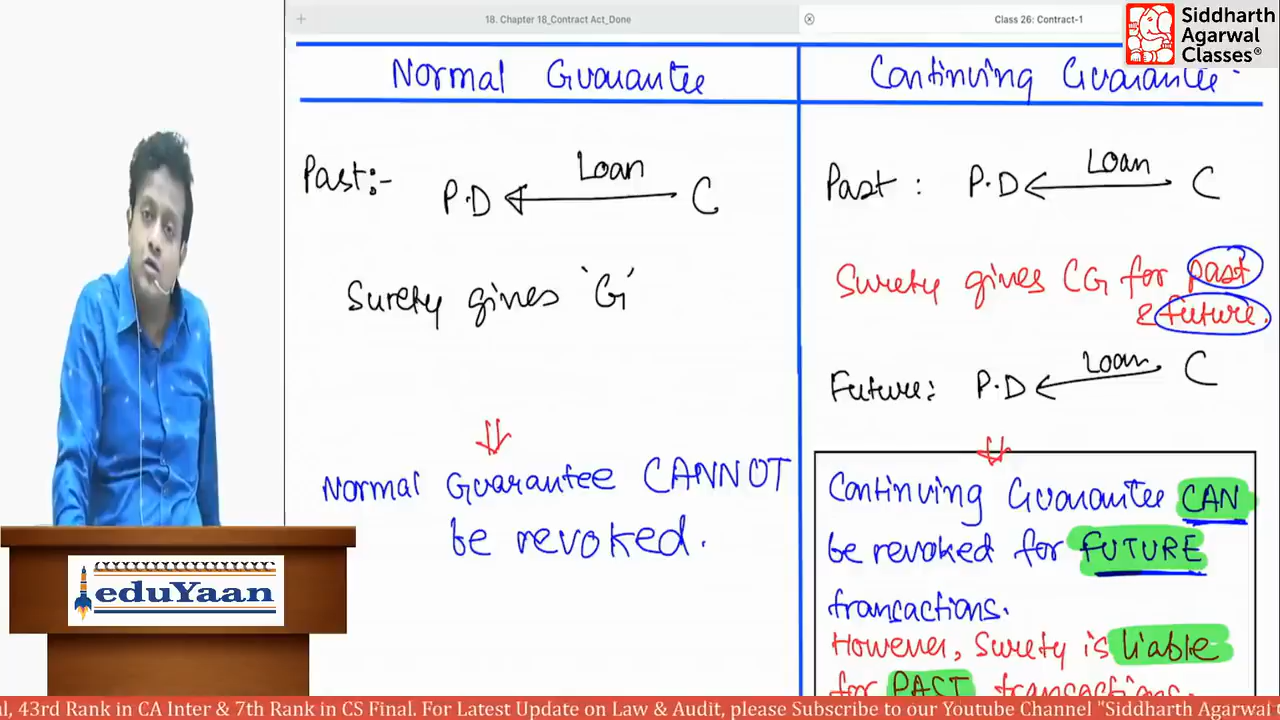 18. Chapter 18_Contract Act_Done
Class 26: Contract-1
Siddharth
Agarwal
Classes®
Normal Guarantee
Continuing Guarantee
Past:-
Loan
P.D
C
Surety gives 'G'
Normal Guarantee CANNOT
be revoked.
Past :
Loan
P.D
C
Surety gives CG for past
& future.
Future:
Loan
P.D
C
Continuing Guarantee CAN
be revoked for FUTURE
transactions.
However, Surety is liable
for PAST transactions.
eduYaan
al, 43rd Rank in CA Inter & 7th Rank in CS Final. For Latest Update on Law & Audit, please Subscribe to our Youtube Channel "Siddharth Agarwal